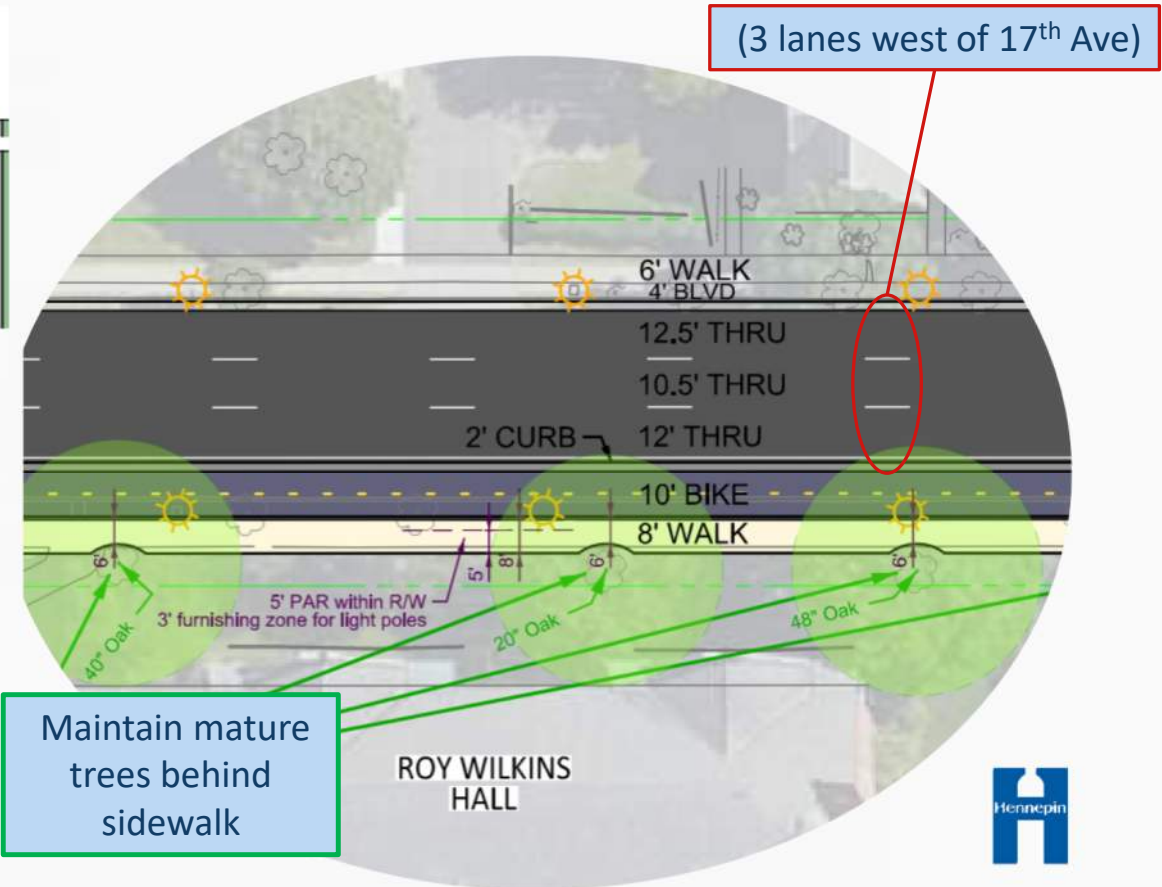 (3 lanes west of 17th Ave)
6' WALK
4' BLVD
12.5' THRU
10.5' THRU
2' CURB
12' THRU
10' BIKE
8' WALK
6'
5'
8'
6'
6'
5' PAR within R/W
3' furnishing zone for light poles
40" Oak
20" Oak
48" Oak
Maintain mature
trees behind
sidewalk
ROY WILKINS
HALL
Hennepin